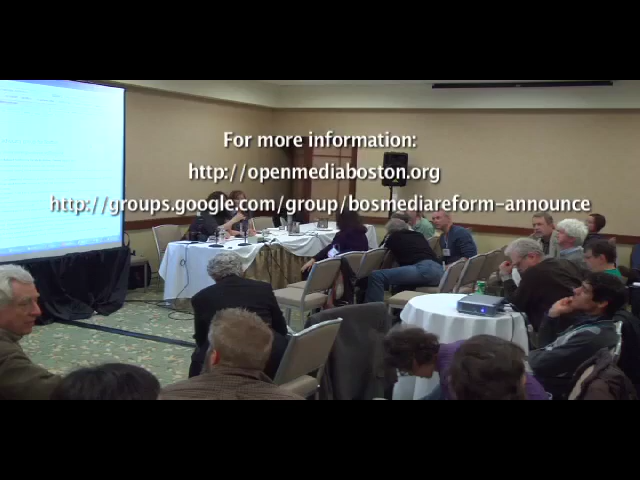 For more information:
http://openmediaboston.org
http://groups.google.com/group/bosmediareform-announce